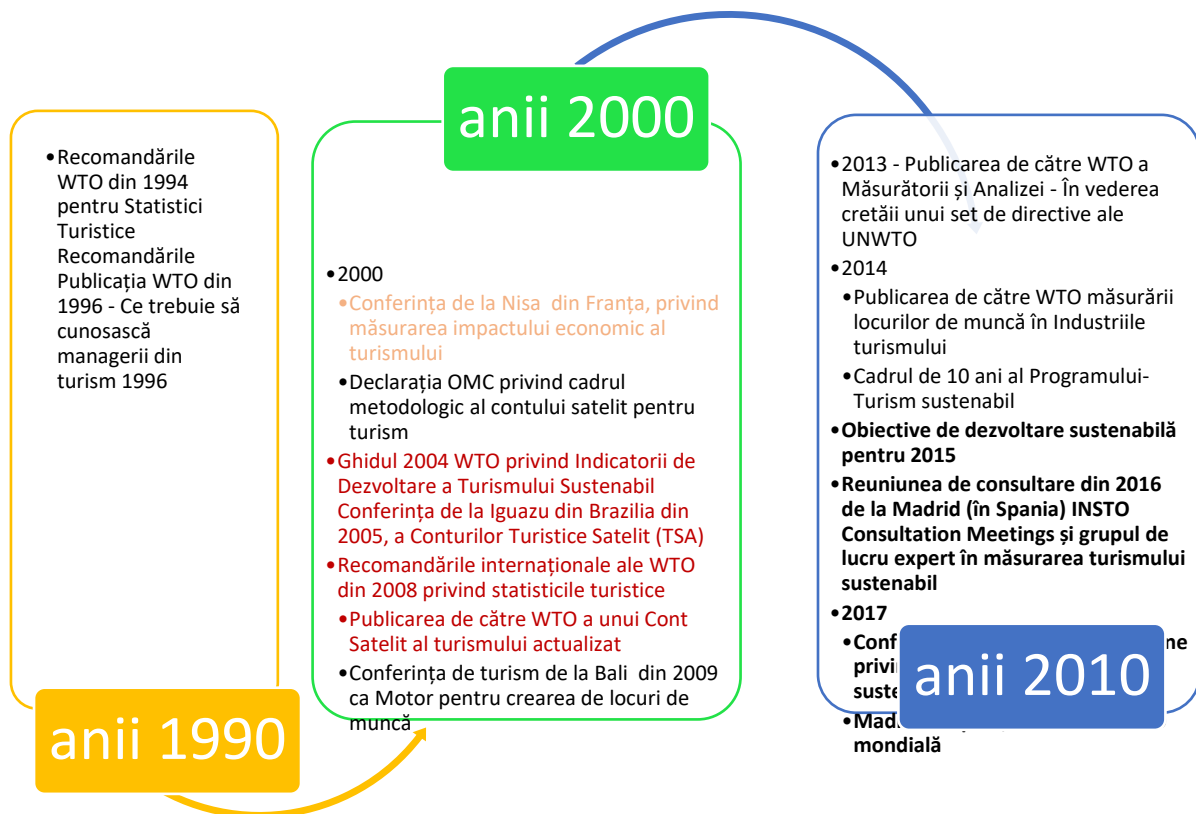 anii 1990
•Recomandările
WTO din 1994
pentru Statistici
Turistice
Recomandările
Publicația WTO din
1996 - Ce trebuie să
cunosască
managerii din
turism 1996
anii 2000
•2000
•Conferința de la Nisa din Franța, privind
măsurarea impactului economic al
turismului
•Declarația OMC privind cadrul
metodologic al contului satelit pentru
turism
•Ghidul 2004 WTO privind Indicatorii de
Dezvoltare a Turismului Sustenabil
Conferința de la Iguazu din Brazilia din
2005, a Conturilor Turistice Satelit (TSA)
•Recomandările internaționale ale WTO
din 2008 privind statisticile turistice
•Publicarea de către WTO a unui Cont
Satelit al turismului actualizat
•Conferința de turism de la Bali din 2009
ca Motor pentru crearea de locuri de
muncă
anii 2010
•2013 - Publicarea de către WTO a
Măsurătorii și Analizei - În vederea
cretăii unui set de directive ale
UNWTO
•2014
•Publicarea de către WTO măsurării
locurilor de muncă în Industriile
turismului
•Cadrul de 10 ani al Programului-
Turism sustenabil
•Obiective de dezvoltare sustenabilă
pentru 2015
•Reuniunea de consultare din 2016
de la Madrid (în Spania) INSTO
Consultation Meetings și grupul de
lucru expert în măsurarea turismului
sustenabil
•2017
mondială